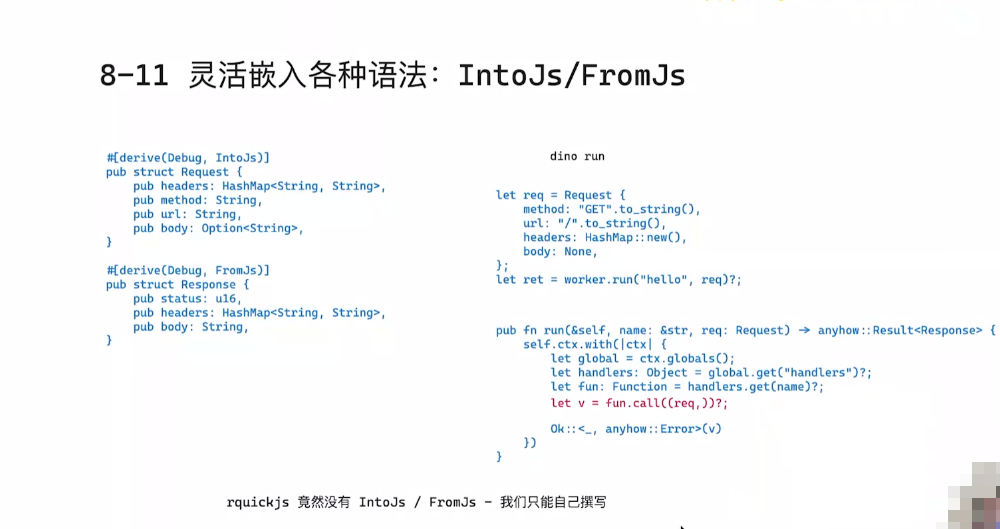 8-11 灵活嵌入各种语法：IntoJs/FromJs
#[derive(Debug, IntoJs)]
pub struct Request {
    pub headers: HashMap<String, String>,
    pub method: String,
    pub url: String,
    pub body: Option<String>,
}
#[derive(Debug, FromJs)]
pub struct Response {
    pub status: u16,
    pub headers: HashMap<String, String>,
    pub body: String,
}
dino run
let req = Request {
    method: "GET".to_string(),
    url: "/".to_string(),
    headers: HashMap::new(),
    body: None,
};
let ret = worker.run("hello", req)?;
pub fn run(&self, name: &str, req: Request) → anyhow::Result<Response> {
    self.ctx.with(|ctx| {
        let global = ctx.globals();
        let handlers: Object = global.get("handlers")?;
        let fun: Function = handlers.get(name)?;
        let v = fun.call((req,))?;
        Ok::<_, anyhow::Error>(v)
    })
}
rquickjs 竟然没有 IntoJs / FromJs - 我们只能自己撰写